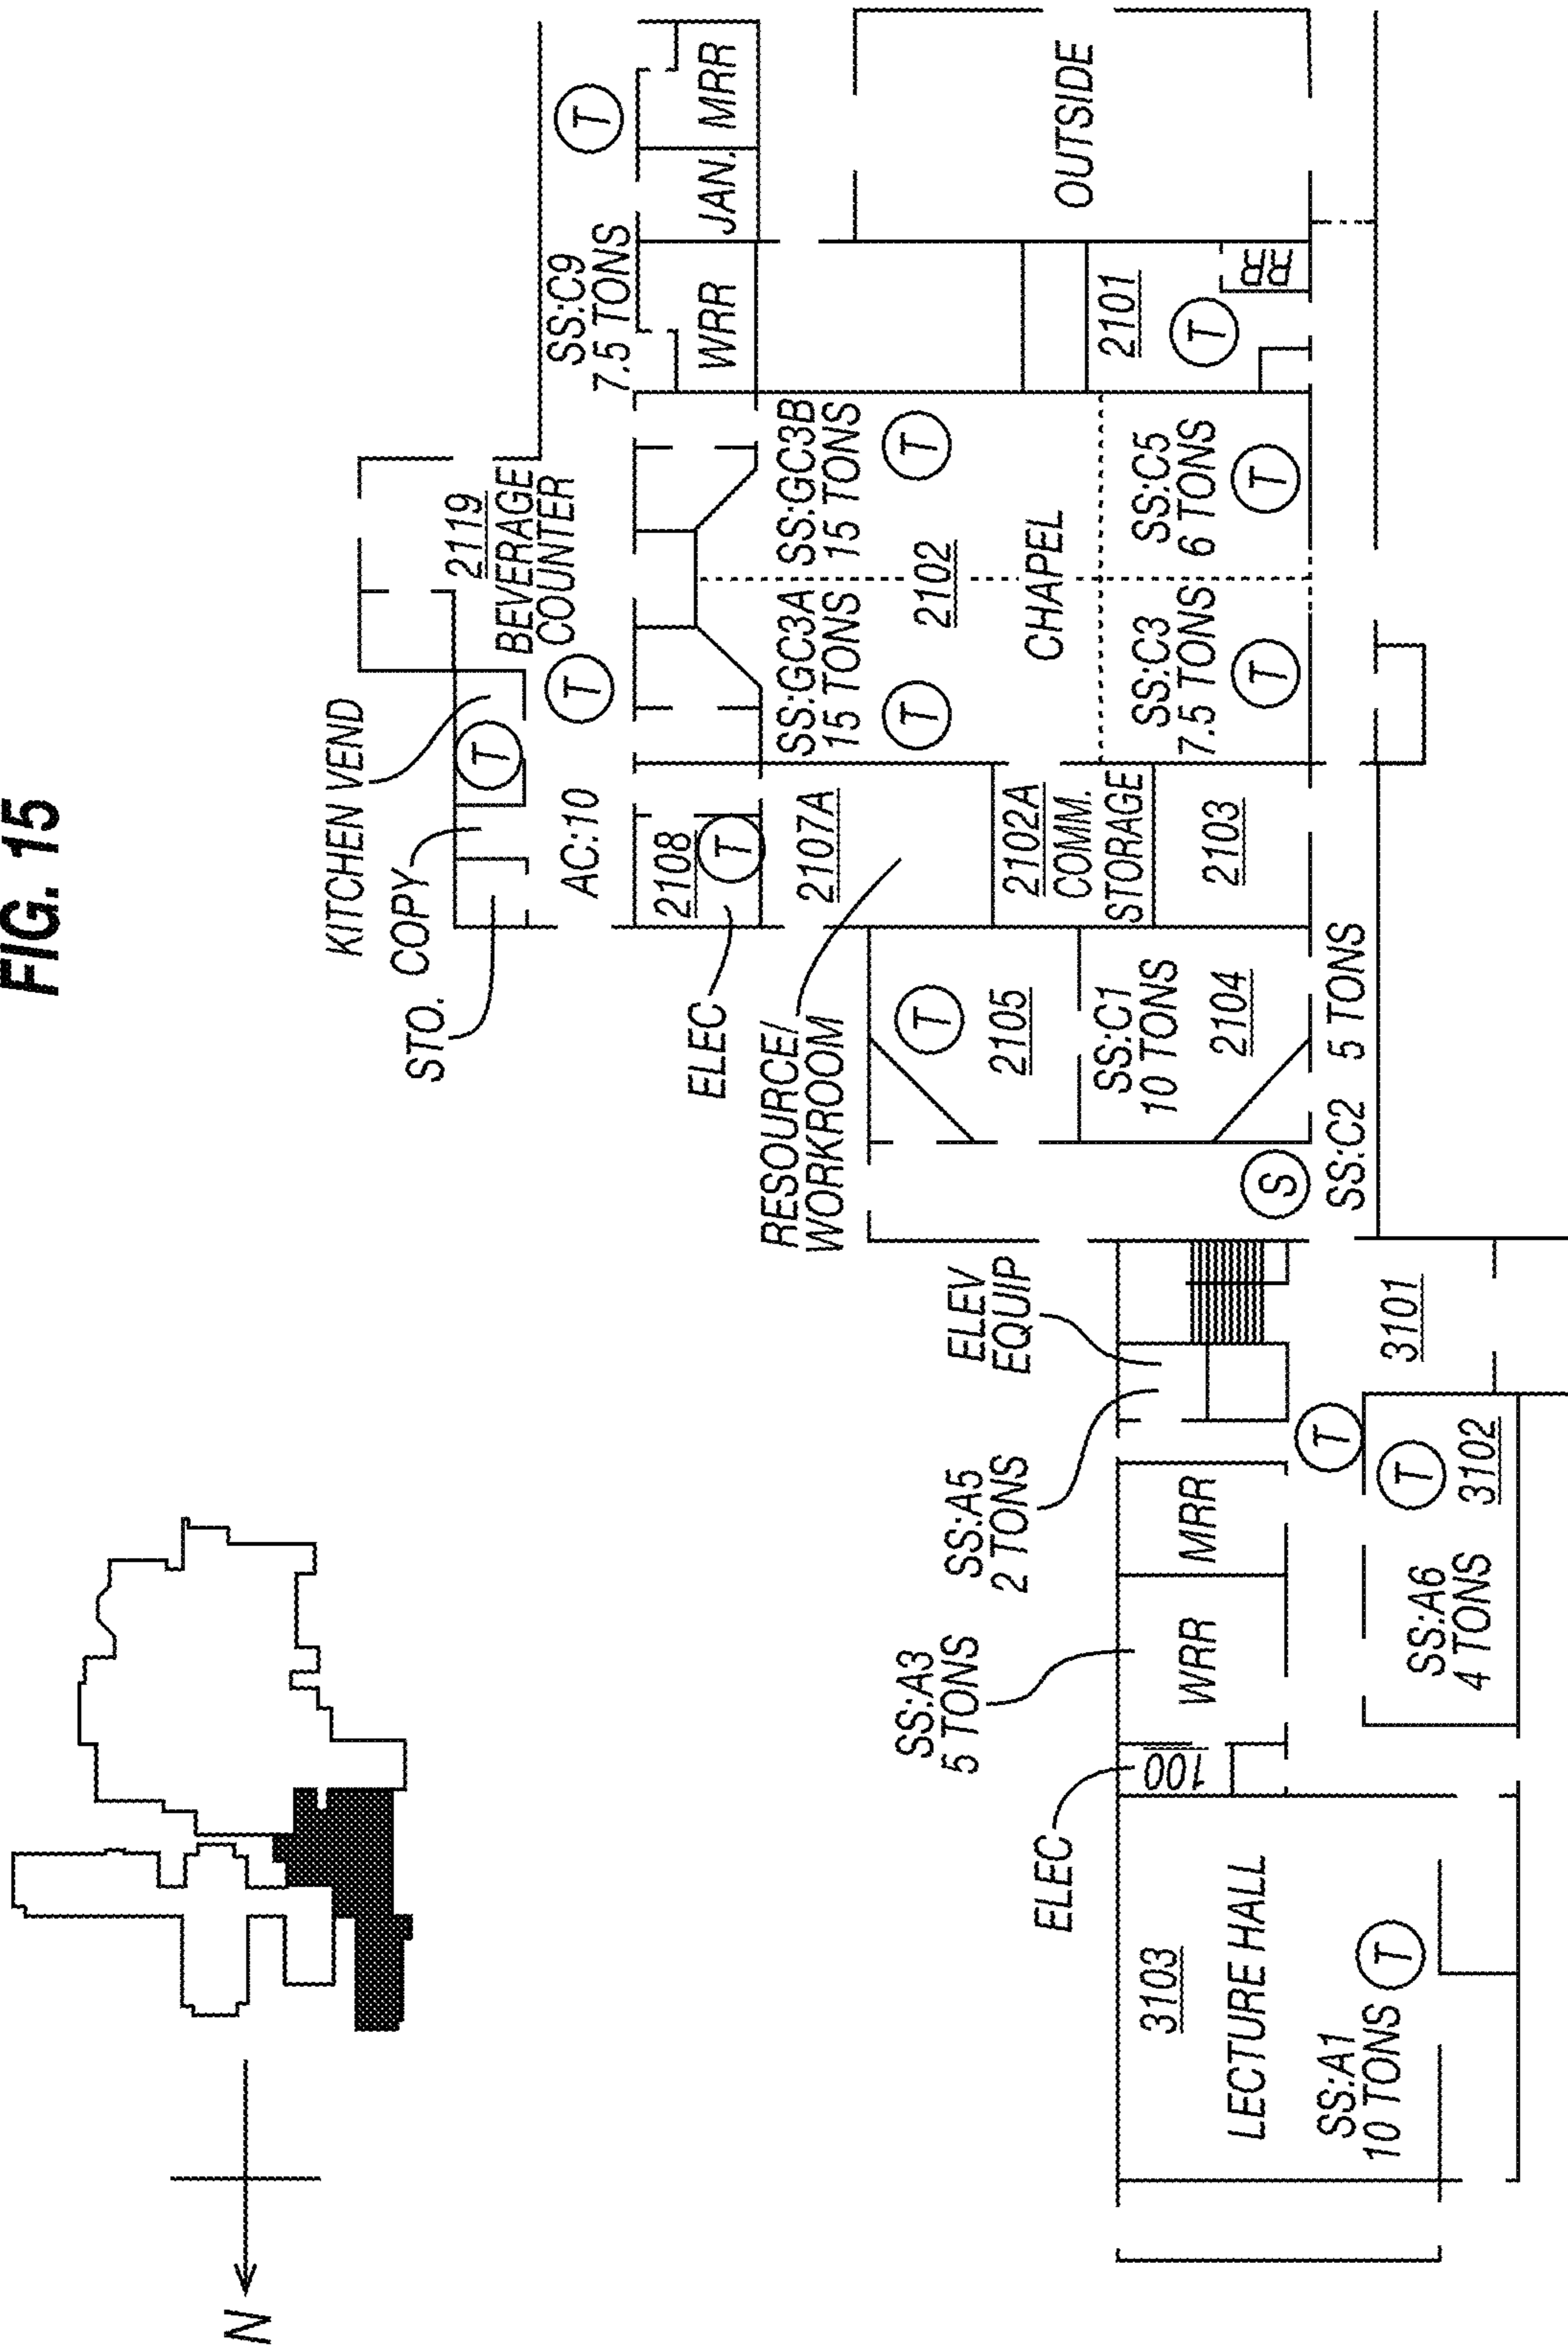 FIG. 15
N
KITCHEN VEND
COPY
STO.
2119
BEVERAGE
COUNTER
T
T
AC:10
SS:C9
7.5 TONS
T
WRR
JAN.
MRR
2108
T
ELEC
2107A
RESOURCE/
WORKROOM
SS:GC3A
15 TONS
SS:GC3B
15 TONS
T
T
2102
CHAPEL
OUTSIDE
2102A
COMM.
STORAGE
2103
SS:C3
7.5 TONS
T
SS:C5
6 TONS
T
2101
T
RR
T
2105
SS:C1
10 TONS
2104
S
SS:C2 5 TONS
ELEV
EQUIP
SS:A5
2 TONS
3101
T
T
3102
SS:A6
4 TONS
MRR
WRR
SS:A3
5 TONS
100
ELEC
3103
LECTURE HALL
SS:A1
10 TONS
T